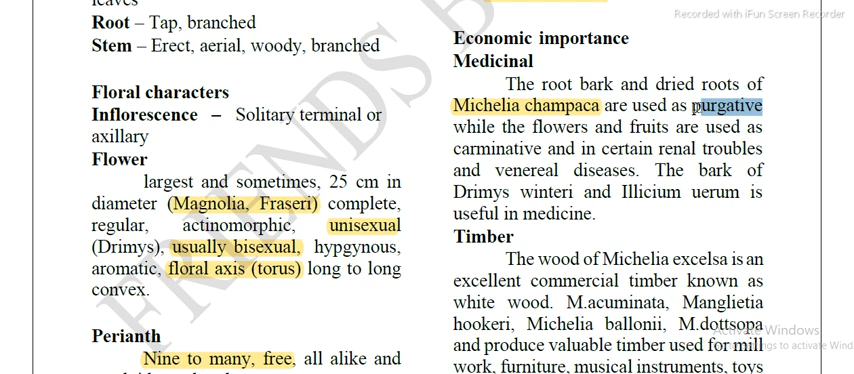 leaves
Root – Tap, branched
Stem – Erect, aerial, woody, branched
Floral characters
Inflorescence – Solitary terminal or
axillary
Flower
largest and sometimes, 25 cm in
diameter (Magnolia, Fraseri) complete,
regular, actinomorphic, unisexual
(Drimys), usually bisexual, hypgynous,
aromatic, floral axis (torus) long to long
convex.
Perianth
Nine to many, free, all alike and
Economic importance
Medicinal
The root bark and dried roots of
Michelia champaca are used as purgative
while the flowers and fruits are used as
carminative and in certain renal troubles
and venereal diseases. The bark of
Drimys winteri and Illicium uerum is
useful in medicine.
Timber
The wood of Michelia excelsa is an
excellent commercial timber known as
white wood. M.acuminata, Manglietia
hookeri, Michelia ballonii, M.dottsopa
and produce valuable timber used for mill
work, furniture, musical instruments, toys
Recorded with iFun Screen Recorder
FRIENDS B
Activate Windows
to activate Wind